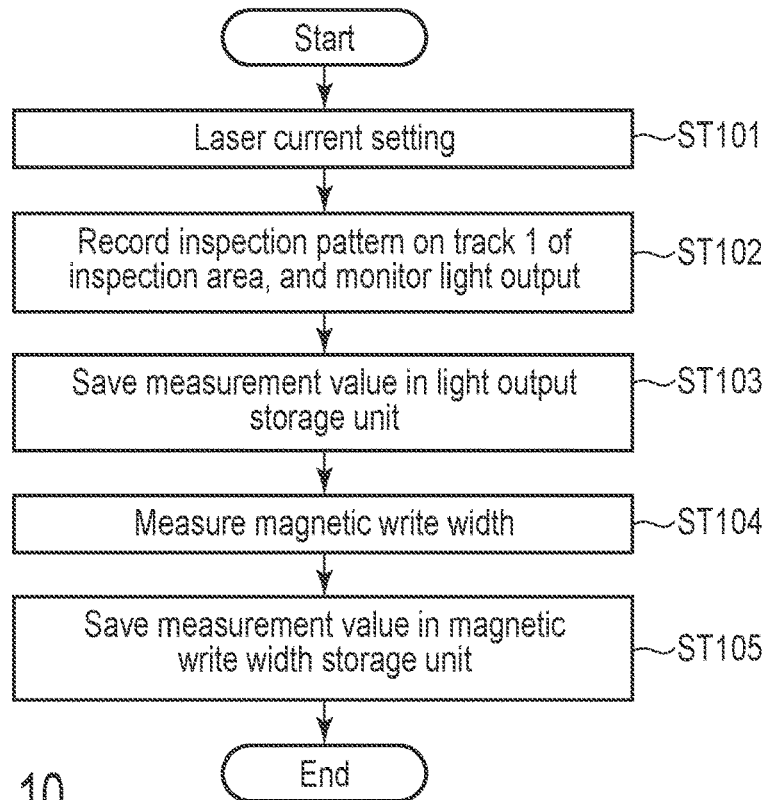 Start
Laser current setting
ST101
Record inspection pattern on track 1 of
inspection area, and monitor light output
ST102
Save measurement value in light output
storage unit
ST103
Measure magnetic write width
ST104
Save measurement value in magnetic
write width storage unit
ST105
End
10